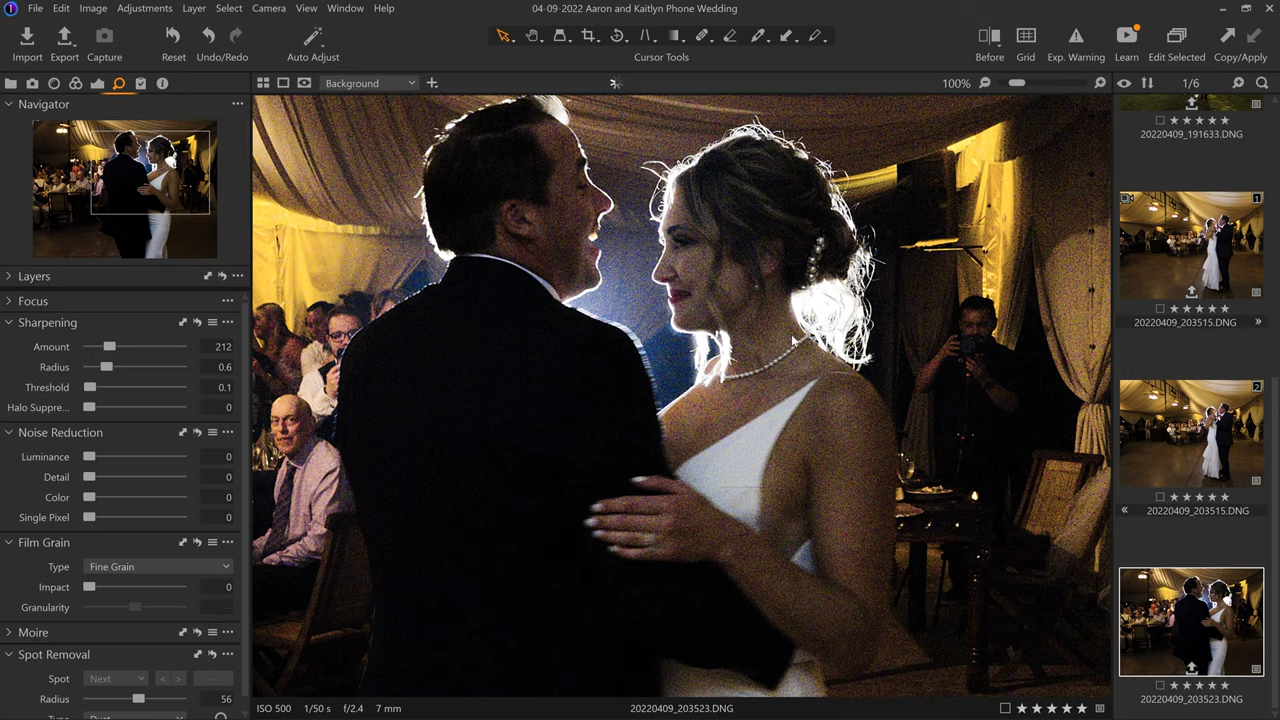 File Edit Image Adjustments Layer Select Camera View Window Help
04-09-2022 Aaron and Kaitlyn Phone Wedding
Import Export Capture Reset Undo/Redo Auto Adjust Cursor Tools Before Grid Exp. Warning Learn Edit Selected Copy/Apply
Background
100%
1/6
Navigator
Layers
Focus
Sharpening
Amount 212
Radius 0.6
Threshold 0.1
Halo Suppre... 0
Noise Reduction
Luminance 0
Detail 0
Color 0
Single Pixel 0
Film Grain
Type Fine Grain
Impact 0
Granularity --
Moire
Spot Removal
Spot Next -
Radius 56
20220409_191633.DNG
1
20220409_203515.DNG
2
20220409_203515.DNG
20220409_203523.DNG
ISO 500 1/50 s f/2.4 7 mm
20220409_203523.DNG